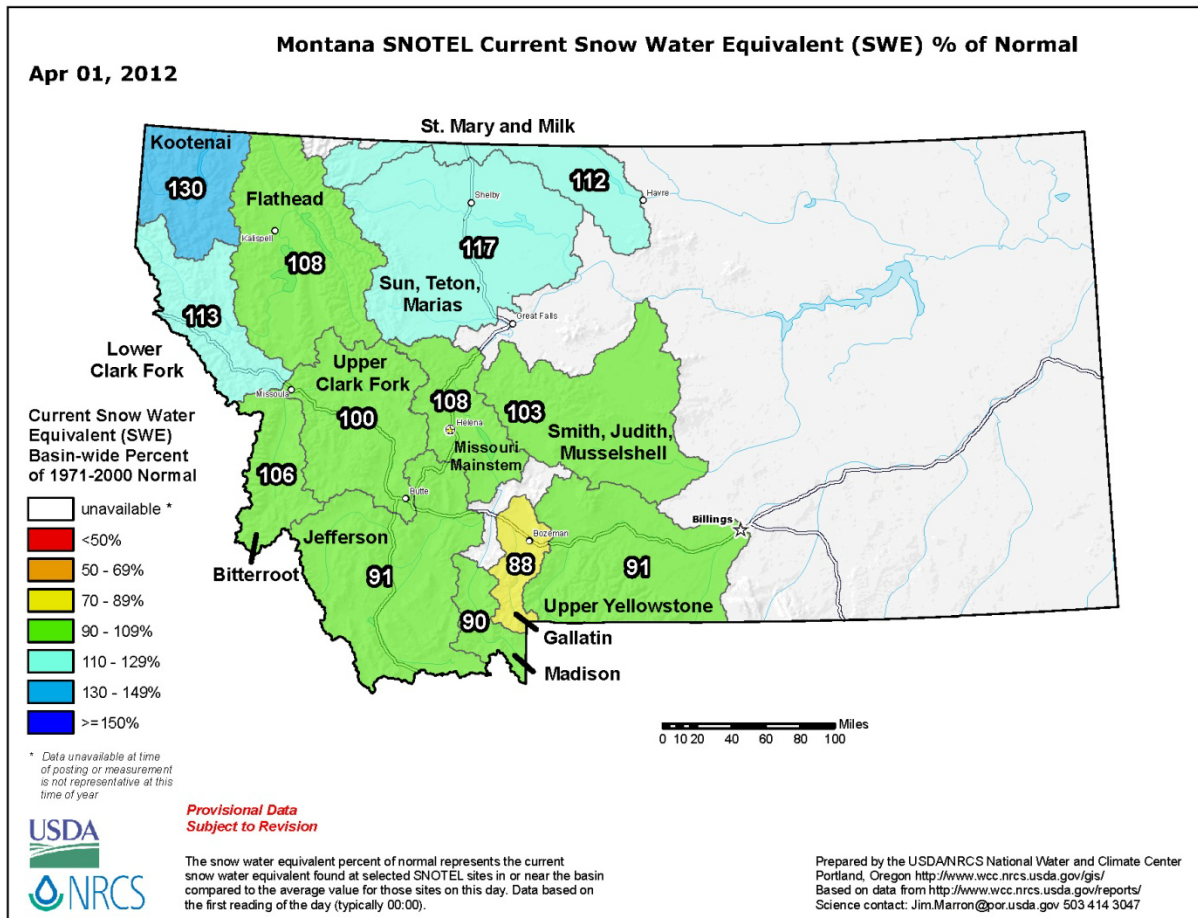 Montana SNOTEL Current Snow Water Equivalent (SWE) % of Normal
Apr 01, 2012
St. Mary and Milk
Kootenai
130
Flathead
Kalispell
108
Shelby
112
Havre
117
Sun, Teton,
Marias
Great Falls
113
Lower
Clark Fork
Missoula
Upper
Clark Fork
100
108
Helena
Missouri
Mainstem
103
Smith, Judith,
Musselshell
106
Bitterroot
Butte
Jefferson
91
Bozeman
88
90
Billings
91
Upper Yellowstone
Gallatin
Madison
Current Snow Water
Equivalent (SWE)
Basin-wide Percent
of 1971-2000 Normal
unavailable *
<50%
50 - 69%
70 - 89%
90 - 109%
110 - 129%
130 - 149%
>=150%
* Data unavailable at time
of posting or measurement
is not representative at this
time of year
Miles
0 10 20 40 60 80 100
Provisional Data
Subject to Revision
USDA
NRCS
The snow water equivalent percent of normal represents the current
snow water equivalent found at selected SNOTEL sites in or near the basin
compared to the average value for those sites on this day. Data based on
the first reading of the day (typically 00:00).
Prepared by the USDA/NRCS National Water and Climate Center
Portland, Oregon http://www.wcc.nrcs.usda.gov/gis/
Based on data from http://www.wcc.nrcs.usda.gov/reports/
Science contact: Jim.Marron@por.usda.gov 503 414 3047